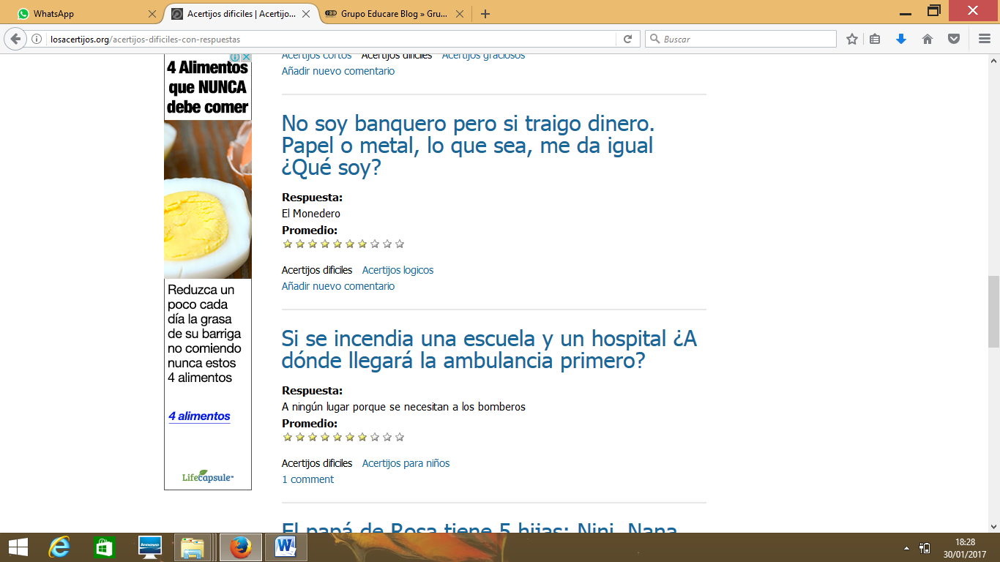 WhatsApp
Acertijos dificiles | Acertijo...
Grupo Educare Blog » Gru...
losacertijos.org/acertijos-dificiles-con-respuestas
Buscar
4 Alimentos
que NUNCA
debe comer
Reduzca un
poco cada
día la grasa
de su barriga
no comiendo
nunca estos
4 alimentos
4 alimentos
Lifecapsule
Acertijos cortos Acertijos dificiles Acertijos graciosos
Añadir nuevo comentario
No soy banquero pero si traigo dinero.
Papel o metal, lo que sea, me da igual
¿Qué soy?
Respuesta:
El Monedero
Promedio:
Acertijos dificiles Acertijos logicos
Añadir nuevo comentario
Si se incendia una escuela y un hospital ¿A
dónde llegará la ambulancia primero?
Respuesta:
A ningún lugar porque se necesitan a los bomberos
Promedio:
Acertijos dificiles Acertijos para niños
1 comment
El papá de Rosa tiene 5 hijas: Nini, Nana,
lenovo
18:28
30/01/2017